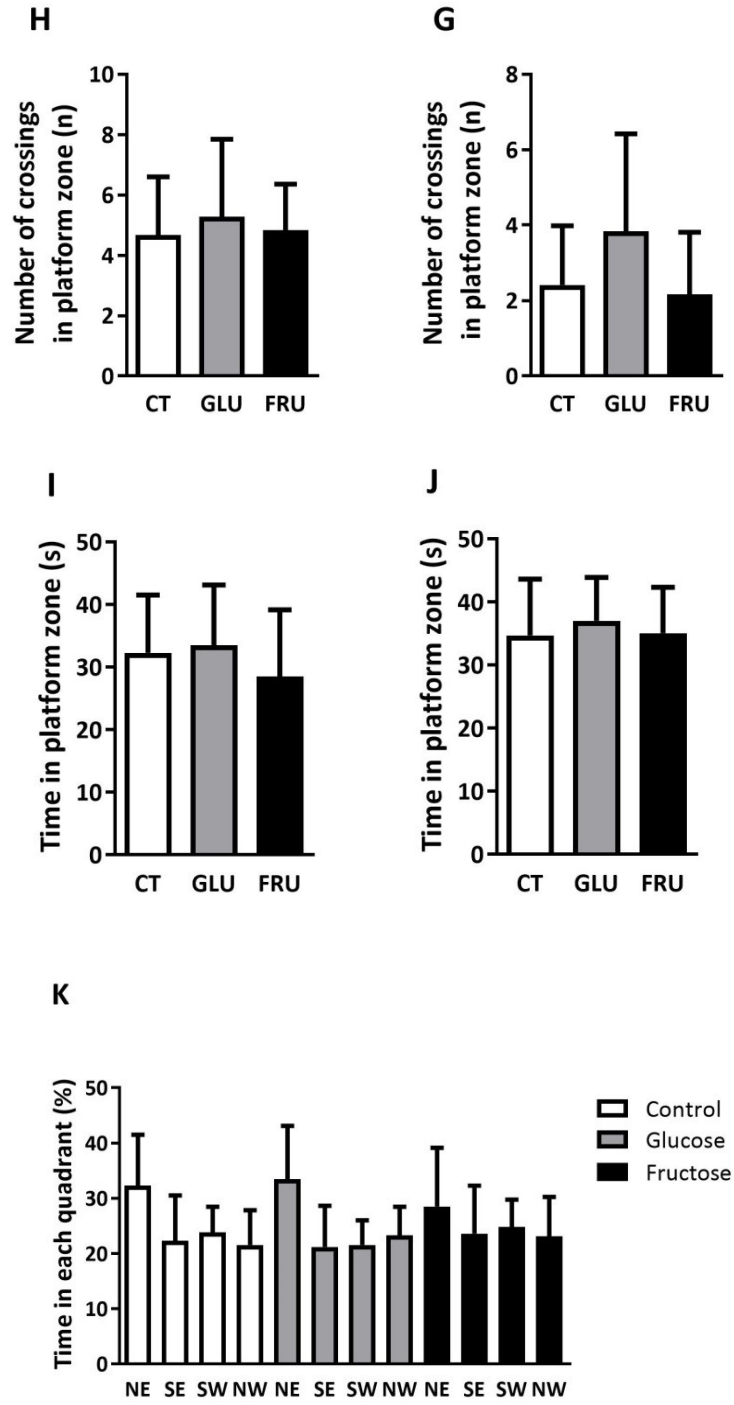 H
Number of crossings
in platform zone (n)
10
8
6
4
2
0
CT GLU FRU
G
Number of crossings
in platform zone (n)
8
6
4
2
0
CT GLU FRU
I
Time in platform zone (s)
50
40
30
20
10
0
CT GLU FRU
J
Time in platform zone (s)
50
40
30
20
10
0
CT GLU FRU
K
Time in each quadrant (%)
50
40
30
20
10
0
NE SE SW NW NE SE SW NW NE SE SW NW
Control
Glucose
Fructose